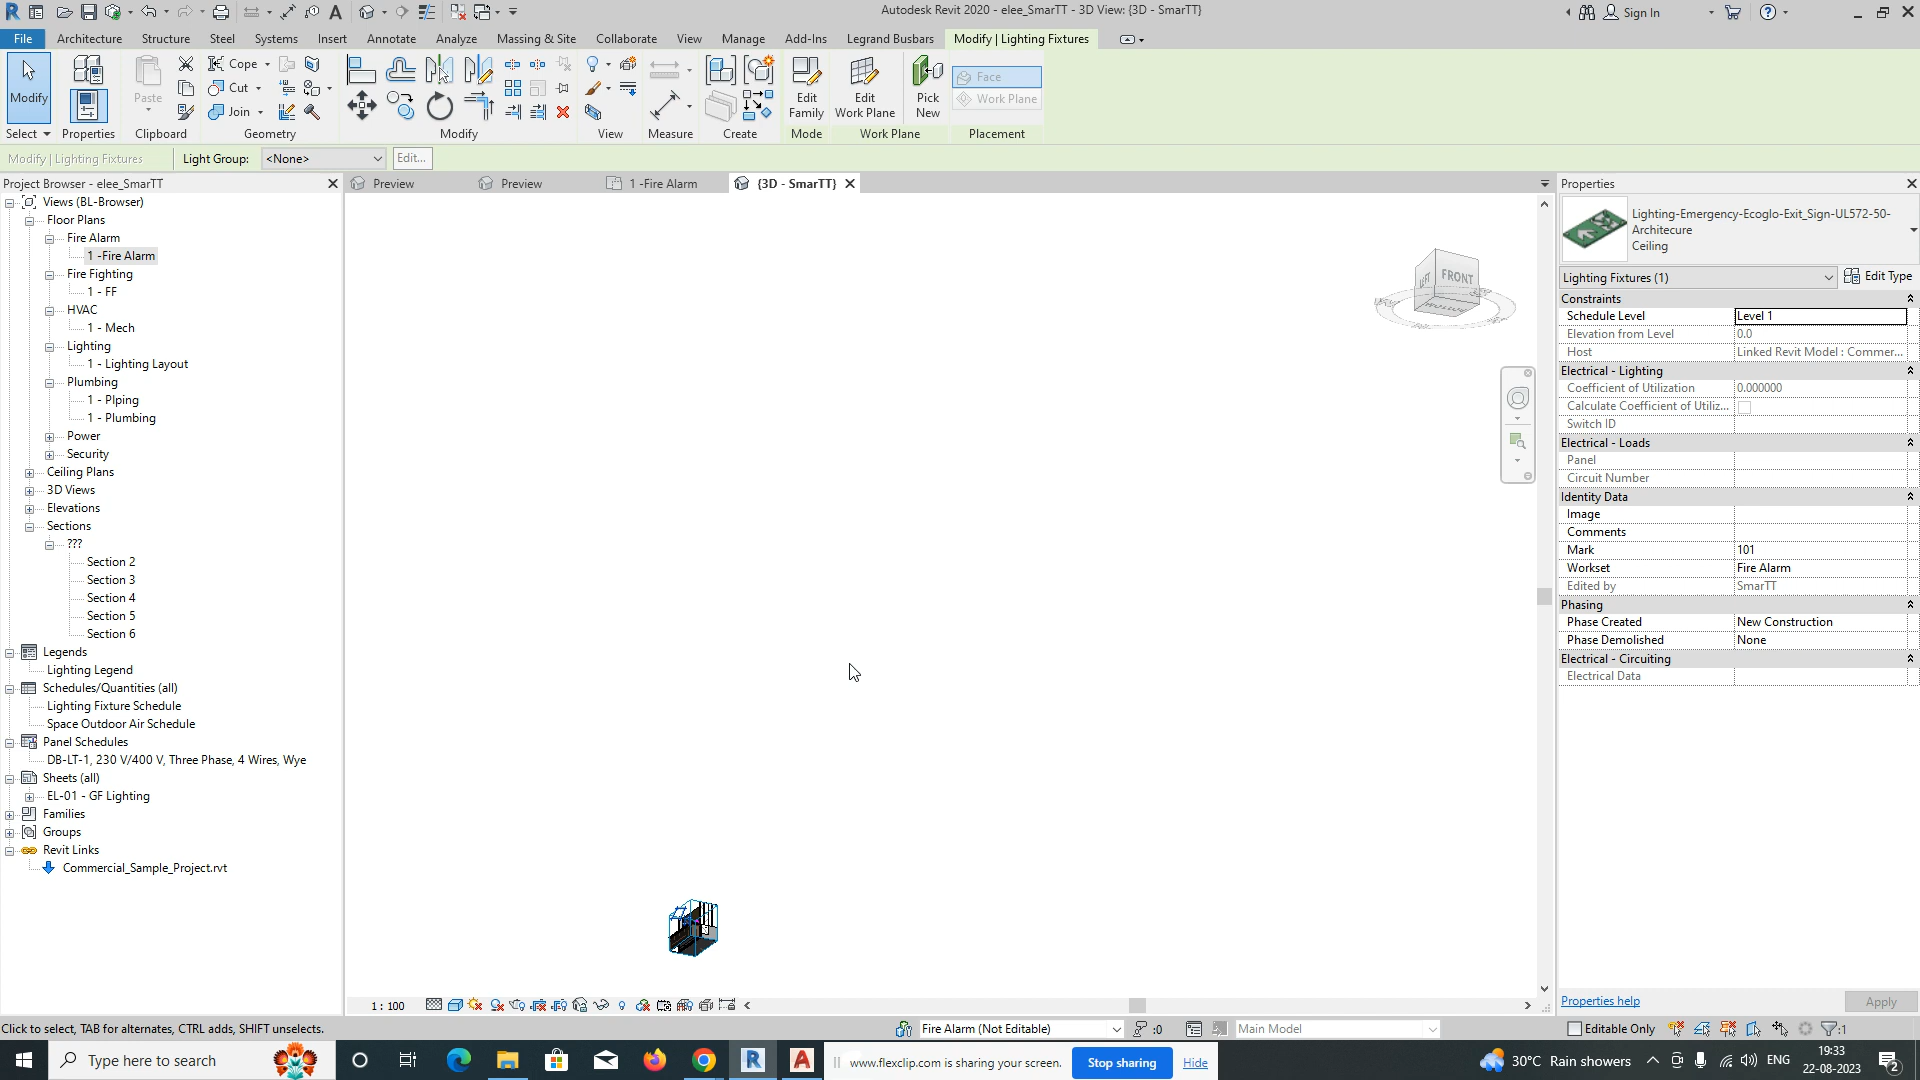 Autodesk Revit 2020 - elee_SmarTT - 3D View: {3D - SmarTT}
Sign In
File
Architecture
Structure
Steel
Systems
Insert
Annotate
Analyze
Massing & Site
Collaborate
View
Manage
Add-Ins
Legrand Busbars
Modify | Lighting Fixtures
Modify
Paste
Cope
Cut
Join
Edit
Family
Edit
Work Plane
Pick
New
Face
Work Plane
Select
Properties
Clipboard
Geometry
Modify
View
Measure
Create
Mode
Work Plane
Placement
Modify | Lighting Fixtures
Light Group:
<None>
Edit...
Project Browser - elee_SmarTT
Views (BL-Browser)
Floor Plans
Fire Alarm
1 -Fire Alarm
Fire Fighting
1 - FF
HVAC
1 - Mech
Lighting
1 - Lighting Layout
Plumbing
1 - PIping
1 - Plumbing
Power
Security
Ceiling Plans
3D Views
Elevations
Sections
???
Section 2
Section 3
Section 4
Section 5
Section 6
Legends
Lighting Legend
Schedules/Quantities (all)
Lighting Fixture Schedule
Space Outdoor Air Schedule
Panel Schedules
DB-LT-1, 230 V/400 V, Three Phase, 4 Wires, Wye
Sheets (all)
EL-01 - GF Lighting
Families
Groups
Revit Links
Commercial_Sample_Project.rvt
Preview
Preview
1 -Fire Alarm
{3D - SmarTT}
LEFT
FRONT
BOTTOM
1 : 100
Properties
Lighting-Emergency-Ecoglo-Exit_Sign-UL572-50-
Architecure
Ceiling
Lighting Fixtures (1)
Edit Type
Constraints
Schedule Level
Level 1
Elevation from Level
0.0
Host
Linked Revit Model : Commer...
Electrical - Lighting
Coefficient of Utilization
0.000000
Calculate Coefficient of Utiliz...
Switch ID
Electrical - Loads
Panel
Circuit Number
Identity Data
Image
Comments
Mark
101
Workset
Fire Alarm
Edited by
SmarTT
Phasing
Phase Created
New Construction
Phase Demolished
None
Electrical - Circuiting
Electrical Data
Properties help
Apply
Click to select, TAB for alternates, CTRL adds, SHIFT unselects.
Fire Alarm (Not Editable)
:0
Main Model
Editable Only
:1
Type here to search
www.flexclip.com is sharing your screen.
Stop sharing
Hide
30°C Rain showers
ENG
19:33
22-08-2023
2